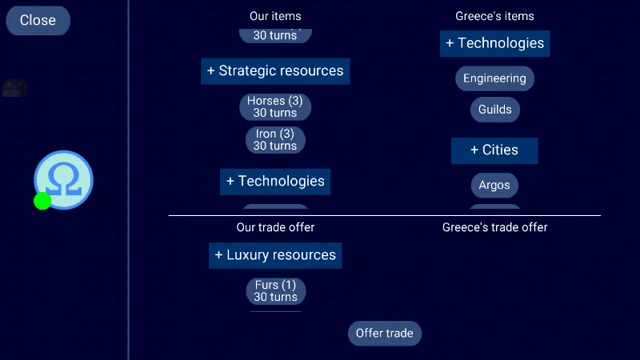 Close
Our items
30 turns
+ Strategic resources
Horses (3)
30 turns
Iron (3)
30 turns
+ Technologies
Greece's items
+ Technologies
Engineering
Guilds
+ Cities
Argos
Ω
Our trade offer
+ Luxury resources
Furs (1)
30 turns
Greece's trade offer
Offer trade